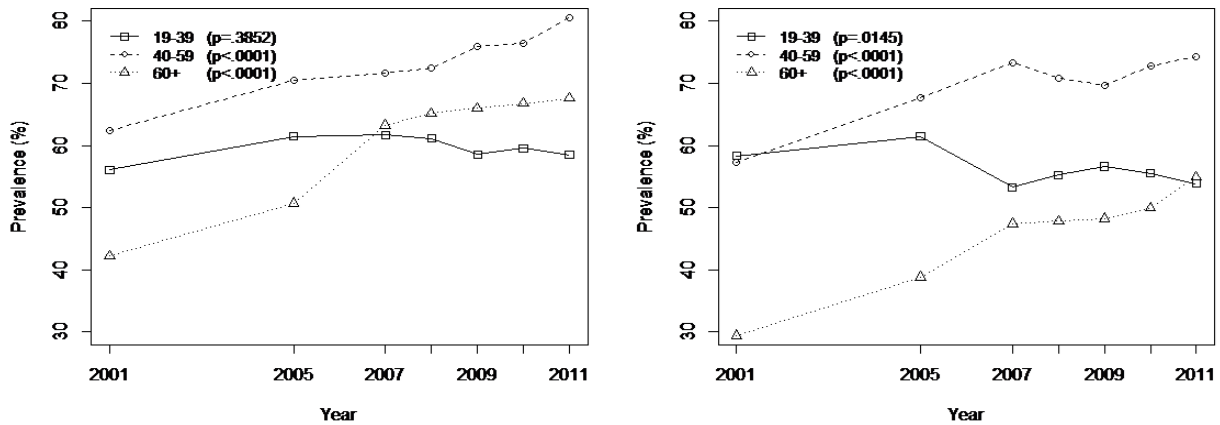 80
70
60
50
40
30
Prevalence (%)
19-39 (p=.3852)
40-59 (p<.0001)
60+ (p<.0001)
2001 2005 2007 2009 2011
Year
80
70
60
50
40
30
Prevalence (%)
19-39 (p=.0145)
40-59 (p<.0001)
60+ (p<.0001)
2001 2005 2007 2009 2011
Year